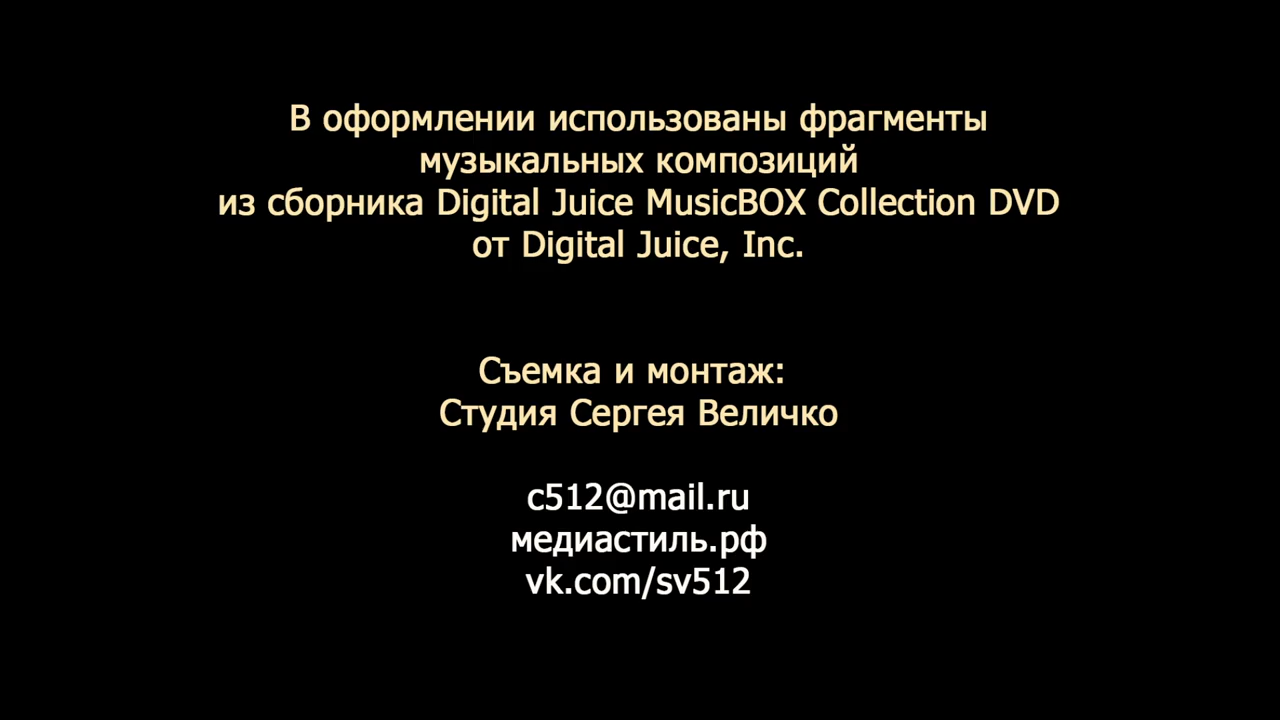 В оформлении использованы фрагменты
музыкальных композиций
из сборника Digital Juice MusicBOX Collection DVD
от Digital Juice, Inc.
Съемка и монтаж:
Студия Сергея Величко
c512@mail.ru
медиастиль.рф
vk.com/sv512